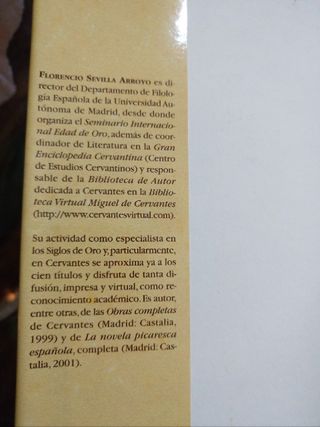 FLORENCIO SEVILLA ARROYO es di-
rector del Departamento de Filolo-
gía Española de la Universidad Au-
tónoma de Madrid, desde donde
organiza el Seminario Internacio-
nal Edad de Oro, además de coor-
dinador de Literatura en la Gran
Enciclopedia Cervantina (Centro
de Estudios Cervantinos) y respon-
sable de la Biblioteca de Autor
dedicada a Cervantes en la Biblio-
teca Virtual Miguel de Cervantes
(http://www.cervantesvirtual.com).
Su actividad como especialista en
los Siglos de Oro y, particularmente,
en Cervantes se aproxima ya a los
cien títulos y disfruta de tanta di-
fusión, impresa y virtual, como re-
conocimiento académico. Es autor,
entre otras, de las Obras completas
de Cervantes (Madrid: Castalia,
1999) y de La novela picaresca
española, completa (Madrid: Cas-
talia, 2001).